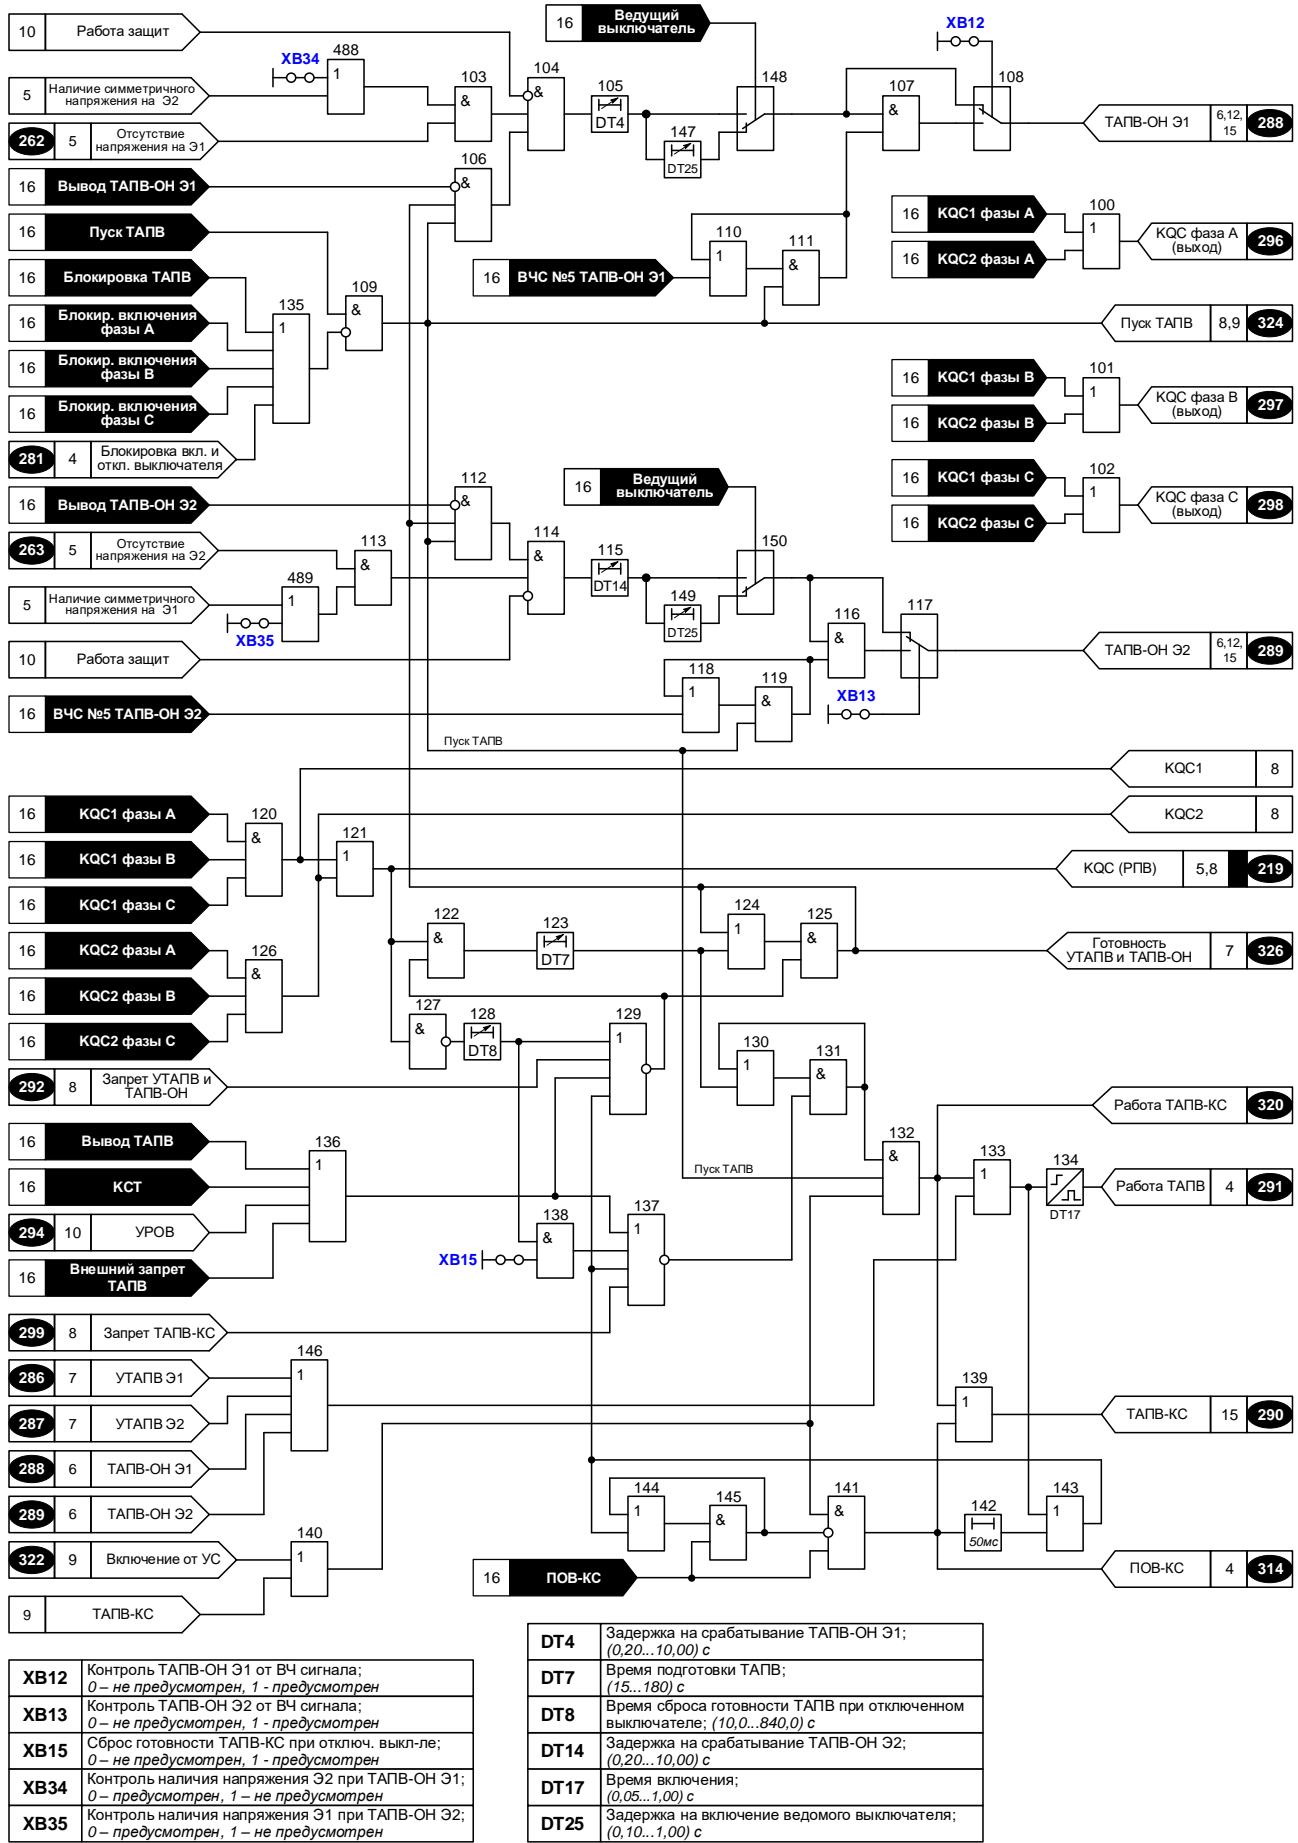 10 Работа защит
XB34
488
1
5 Наличие симметричного
напряжения на Э2
262 5 Отсутствие
напряжения на Э1
16 Вывод ТАПВ-ОН Э1
16 Пуск ТАПВ
16 Блокировка ТАПВ
16 Блокир. включения
фазы А
16 Блокир. включения
фазы В
16 Блокир. включения
фазы С
281 4 Блокировка вкл. и
откл. выключателя
103
&
104
&
105
DT4
106
&
135
1
109
&
16 Ведущий
выключатель
148
147
DT25
107
&
XB12
108
ТАПВ-ОН Э1 6,12,
15 288
110
1
111
&
16 ВЧС №5 ТАПВ-ОН Э1
16 KQC1 фазы А
16 KQC2 фазы А
100
1
KQC фаза А
(выход) 296
Пуск ТАПВ 8,9 324
16 KQC1 фазы В
16 KQC2 фазы В
101
1
KQC фаза В
(выход) 297
16 KQC1 фазы С
16 KQC2 фазы С
102
1
KQC фаза С
(выход) 298
16 Вывод ТАПВ-ОН Э2
263 5 Отсутствие
напряжения на Э2
5 Наличие симметричного
напряжения на Э1
XB35
489
1
10 Работа защит
16 ВЧС №5 ТАПВ-ОН Э2
112
&
113
&
114
&
115
DT14
16 Ведущий
выключатель
150
149
DT25
116
&
117
XB13
118
1
119
&
Пуск ТАПВ
ТАПВ-ОН Э2 6,12,
15 289
KQC1 8
KQC2 8
KQC (РПВ) 5,8 219
16 KQC1 фазы А
16 KQC1 фазы В
16 KQC1 фазы С
120
&
121
1
16 KQC2 фазы А
16 KQC2 фазы В
16 KQC2 фазы С
126
&
122
&
123
DT7
124
1
125
&
Готовность
УТАПВ и ТАПВ-ОН 7 326
127
&
128
DT8
129
1
130
1
131
&
292 8 Запрет УТАПВ и
ТАПВ-ОН
16 Вывод ТАПВ
16 КСТ
294 10 УРОВ
16 Внешний запрет
ТАПВ
136
1
XB15
138
&
137
1
Пуск ТАПВ
132
&
133
1
134
DT17
Работа ТАПВ-КС 320
Работа ТАПВ 4 291
299 8 Запрет ТАПВ-КС
286 7 УТАПВ Э1
287 7 УТАПВ Э2
288 6 ТАПВ-ОН Э1
289 6 ТАПВ-ОН Э2
146
1
139
1
ТАПВ-КС 15 290
322 9 Включение от УС
9 ТАПВ-КС
140
1
144
1
145
&
141
&
142
50мс
143
1
16 ПОВ-КС
ПОВ-КС 4 314
XB12 Контроль ТАПВ-ОН Э1 от ВЧ сигнала;
0 – не предусмотрен, 1 - предусмотрен
XB13 Контроль ТАПВ-ОН Э2 от ВЧ сигнала;
0 – не предусмотрен, 1 - предусмотрен
XB15 Сброс готовности ТАПВ-КС при отключ. выкл-ле;
0 – не предусмотрен, 1 - предусмотрен
XB34 Контроль наличия напряжения Э2 при ТАПВ-ОН Э1;
0 – предусмотрен, 1 – не предусмотрен
XB35 Контроль наличия напряжения Э1 при ТАПВ-ОН Э2;
0 – предусмотрен, 1 – не предусмотрен
DT4 Задержка на срабатывание ТАПВ-ОН Э1;
(0,20...10,00) с
DT7 Время подготовки ТАПВ;
(15...180) с
DT8 Время сброса готовности ТАПВ при отключенном
выключателе; (10,0...840,0) с
DT14 Задержка на срабатывание ТАПВ-ОН Э2;
(0,20...10,00) с
DT17 Время включения;
(0,05...1,00) с
DT25 Задержка на включение ведомого выключателя;
(0,10...1,00) с